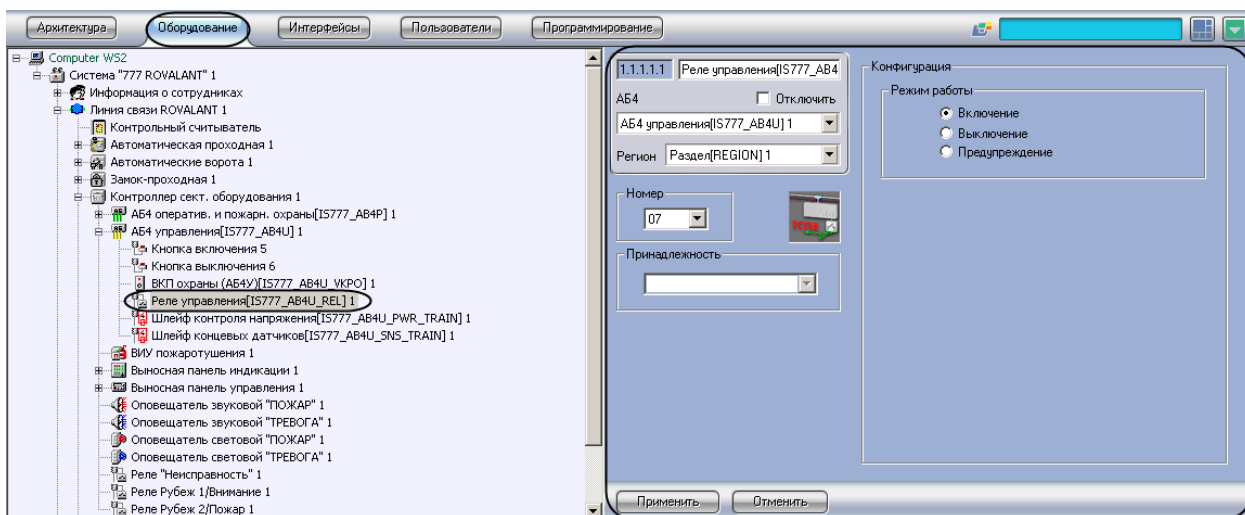 Архитектура Оборудование Интерфейсы Пользователи Программирование
Computer WS2
Система "777 ROVALANT" 1
Информация о сотрудниках
Линия связи ROVALANT 1
Контрольный считыватель
Автоматическая проходная 1
Автоматические ворота 1
Замок-проходная 1
Контроллер сект. оборудования 1
АБ4 оператив. и пожарн. охраны[IS777_AB4P] 1
АБ4 управления[IS777_AB4U] 1
Кнопка включения 5
Кнопка выключения 6
ВКП охраны (АБ4У)[IS777_AB4U_VKPO] 1
Реле управления[IS777_AB4U_REL] 1
Шлейф контроля напряжения[IS777_AB4U_PWR_TRAIN] 1
Шлейф концевых датчиков[IS777_AB4U_SNS_TRAIN] 1
ВИУ пожаротушения 1
Выносная панель индикации 1
Выносная панель управления 1
Оповещатель звуковой "ПОЖАР" 1
Оповещатель звуковой "ТРЕВОГА" 1
Оповещатель световой "ПОЖАР" 1
Оповещатель световой "ТРЕВОГА" 1
Реле "Неисправность" 1
Реле Рубеж 1/Внимание 1
Реле Рубеж 2/Пожар 1
1.1.1.1.1 Реле управления[IS777_AB4
АБ4 Отключить
АБ4 управления[IS777_AB4U] 1
Регион Раздел[REGION] 1
Номер
07
Принадлежность
Конфигурация
Режим работы
Включение
Выключение
Предупреждение
Применить Отменить